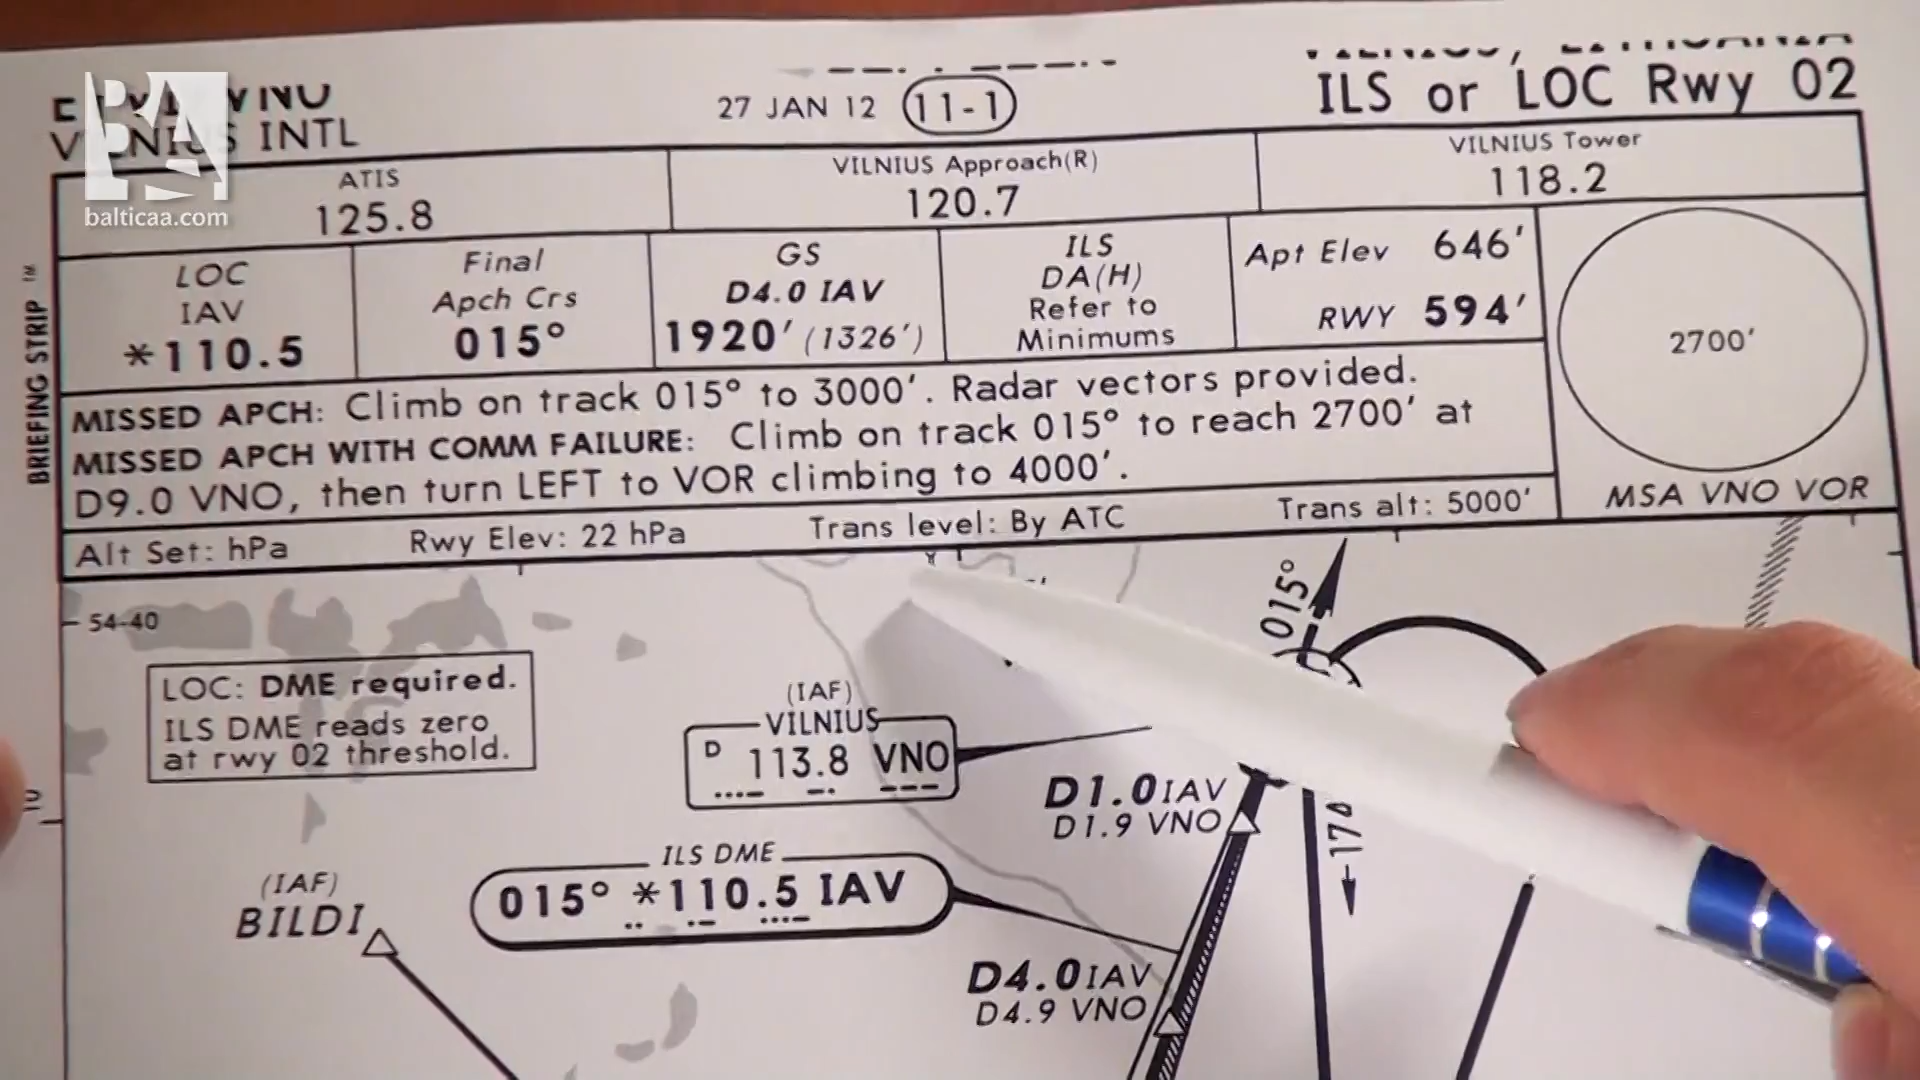 balticaa.com
VILNIUS INTL
27 JAN 12 11-1
ILS or LOC Rwy 02
ATIS
125.8
VILNIUS Approach(R)
120.7
VILNIUS Tower
118.2
BRIEFING STRIP ™
LOC
IAV
*110.5
Final
Apch Crs
015°
GS
D4.0 IAV
1920' (1326')
ILS
DA(H)
Refer to
Minimums
Apt Elev 646'
RWY 594'
2700'
MSA VNO VOR
MISSED APCH: Climb on track 015° to 3000'. Radar vectors provided.
MISSED APCH WITH COMM FAILURE: Climb on track 015° to reach 2700' at
D9.0 VNO, then turn LEFT to VOR climbing to 4000'.
Alt Set: hPa Rwy Elev: 22 hPa Trans level: By ATC Trans alt: 5000'
54-40
015°
LOC: DME required.
ILS DME reads zero
at rwy 02 threshold.
(IAF)
VILNIUS
D 113.8 VNO
D1.0 IAV
D1.9 VNO
ILS DME
015° *110.5 IAV
(IAF)
BILDI
D4.0 IAV
D4.9 VNO